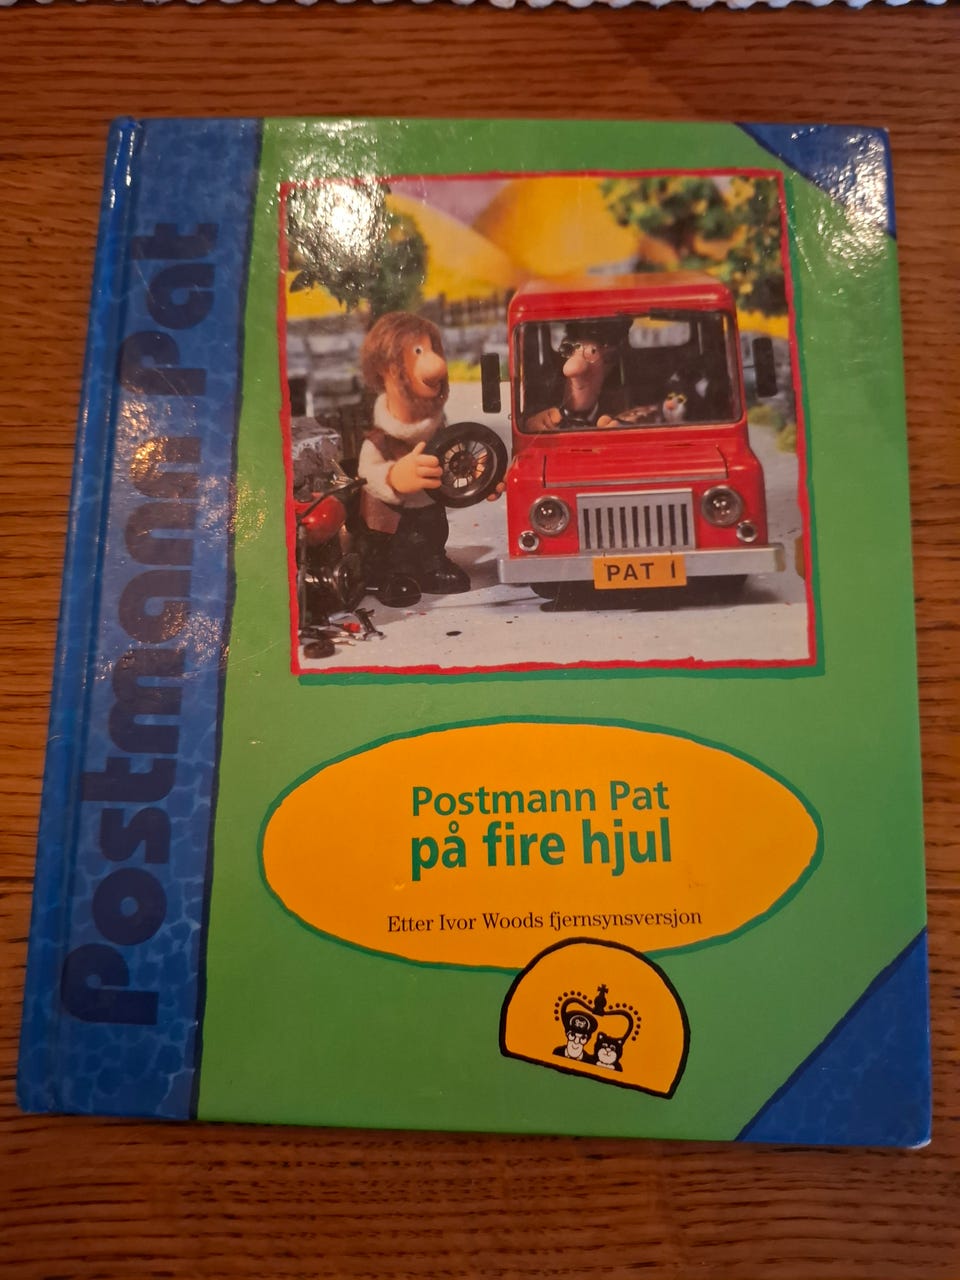 Postmann Pat
PAT 1
Postmann Pat
på fire hjul
Etter Ivor Woods fjernsynsversjon